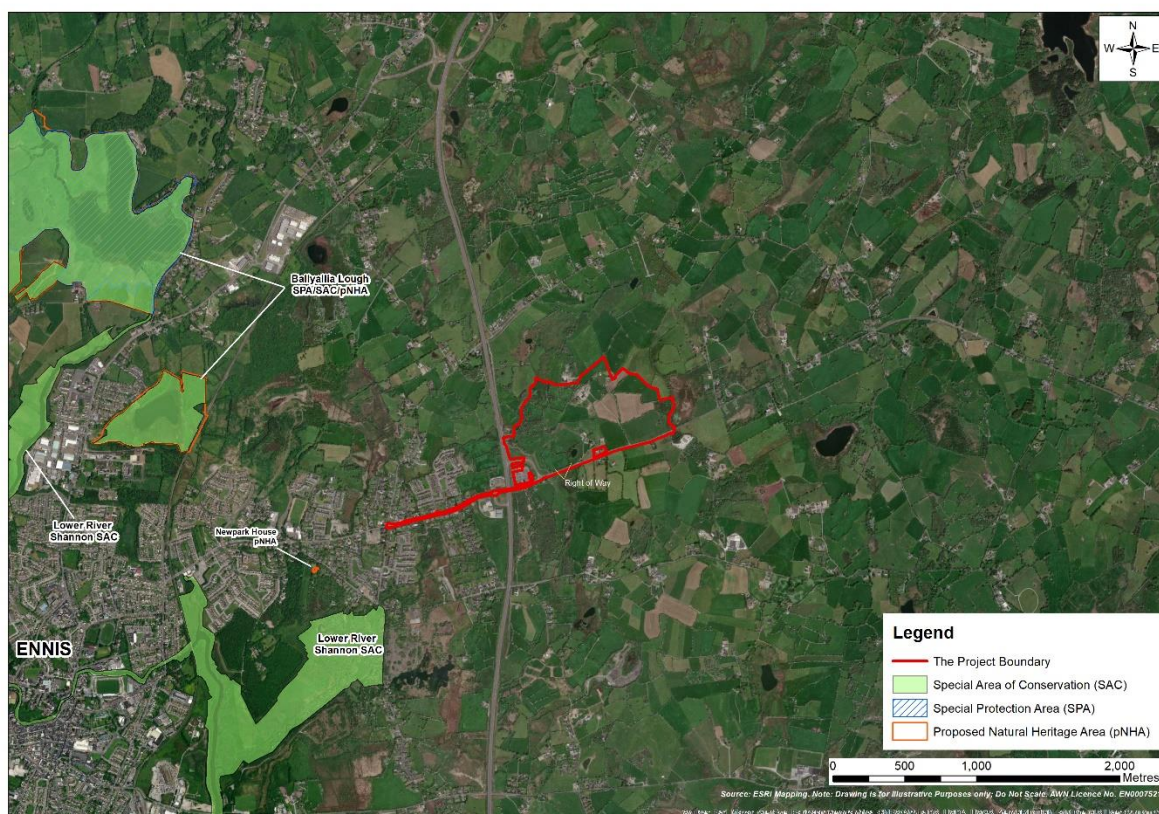 N
W E
S
Ballyallia Lough
SPA/SAC/pNHA
Right of Way
Lower River
Shannon SAC
Newpark House
pNHA
Lower River
Shannon SAC
ENNIS
Legend
The Project Boundary
Special Area of Conservation (SAC)
Special Protection Area (SPA)
Proposed Natural Heritage Area (pNHA)
0 500 1,000 2,000
Metres
Source: ESRI Mapping. Note: Drawing is for Illustrative Purposes only; Do Not Scale. AWN Licence No. EN000752